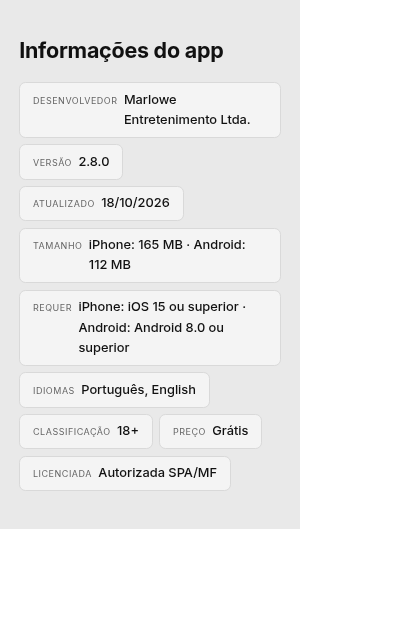 Informações do app
DESENVOLVEDOR Marlowe
Entretenimento Ltda.
VERSÃO 2.8.0
ATUALIZADO 18/10/2026
TAMANHO iPhone: 165 MB · Android:
112 MB
REQUER iPhone: iOS 15 ou superior ·
Android: Android 8.0 ou
superior
IDIOMAS Português, English
CLASSIFICAÇÃO 18+ PREÇO Grátis
LICENCIADA Autorizada SPA/MF